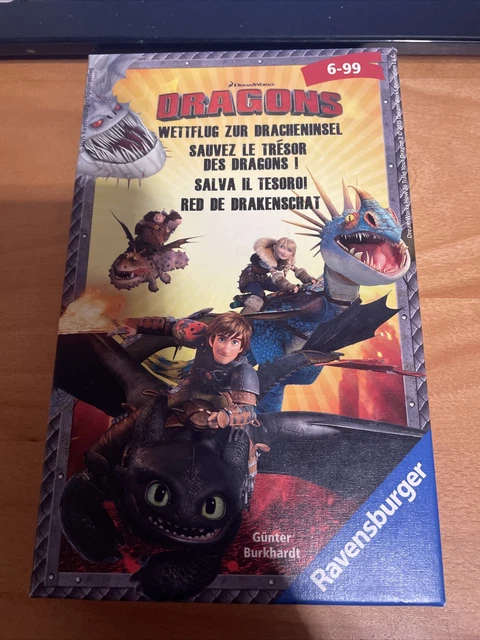 6-99
DREAMWORKS
DRAGONS
WETTFLUG ZUR DRACHENINSEL
SAUVEZ LE TRÉSOR
DES DRAGONS !
SALVA IL TESORO!
RED DE DRAKENSCHAT
Günter
Burkhardt
Ravensburger